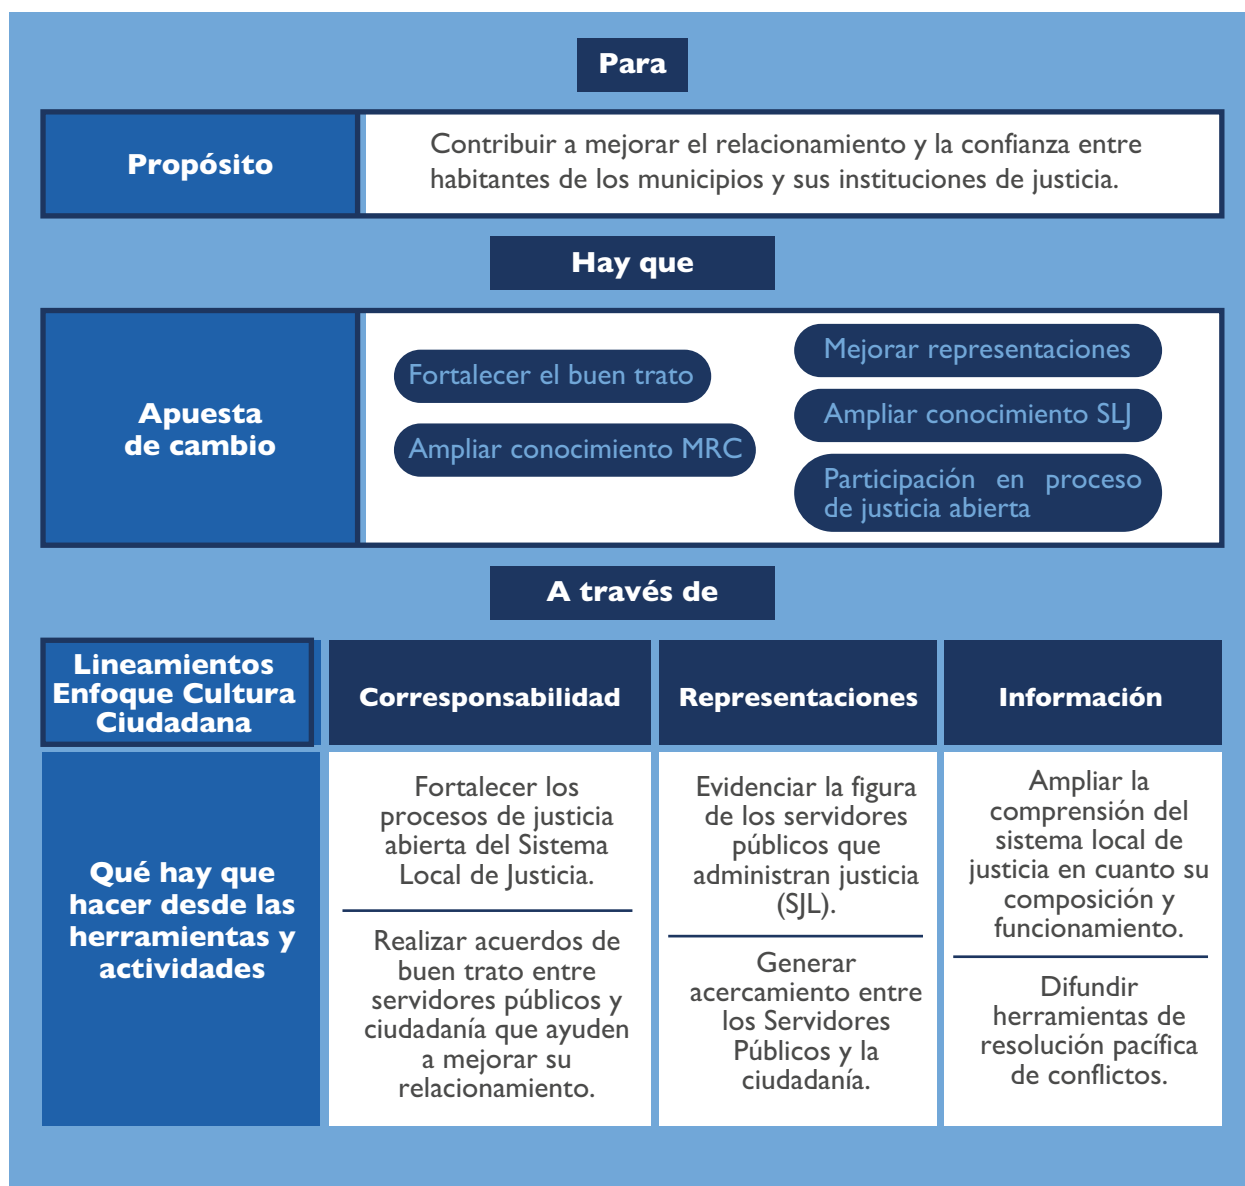 Para
Propósito
Contribuir a mejorar el relacionamiento y la confianza entre
habitantes de los municipios y sus instituciones de justicia.
Hay que
Apuesta
de cambio
Fortalecer el buen trato
Ampliar conocimiento MRC
Mejorar representaciones
Ampliar conocimiento SLJ
Participación en proceso
de justicia abierta
A través de
Lineamientos
Enfoque Cultura
Ciudadana
Corresponsabilidad
Representaciones
Información
Qué hay que
hacer desde las
herramientas y
actividades
Fortalecer los
procesos de justicia
abierta del Sistema
Local de Justicia.
Realizar acuerdos de
buen trato entre
servidores públicos y
ciudadanía que ayuden
a mejorar su
relacionamiento.
Evidenciar la figura
de los servidores
públicos que
administran justicia
(SJL).
Generar
acercamiento entre
los Servidores
Públicos y la
ciudadanía.
Ampliar la
comprensión del
sistema local de
justicia en cuanto su
composición y
funcionamiento.
Difundir
herramientas de
resolución pacífica
de conflictos.